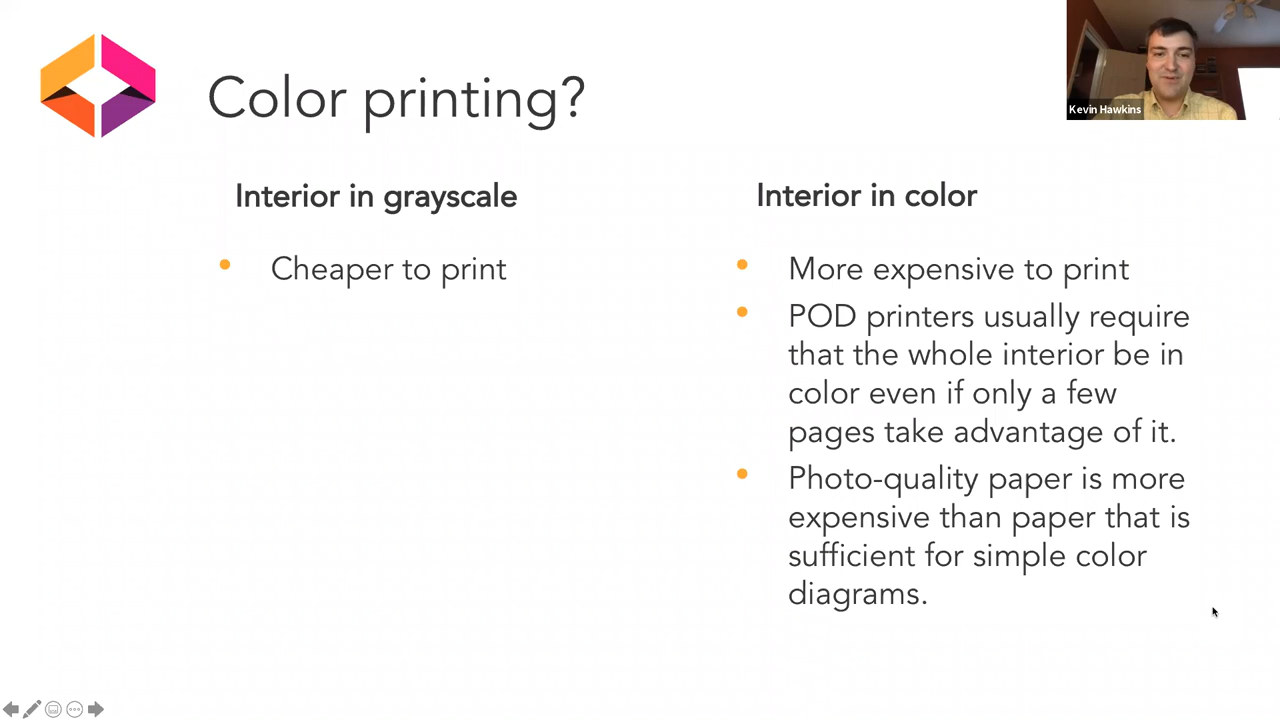 Color printing?
Kevin Hawkins
Interior in grayscale
• Cheaper to print
Interior in color
• More expensive to print
• POD printers usually require
that the whole interior be in
color even if only a few
pages take advantage of it.
• Photo-quality paper is more
expensive than paper that is
sufficient for simple color
diagrams.